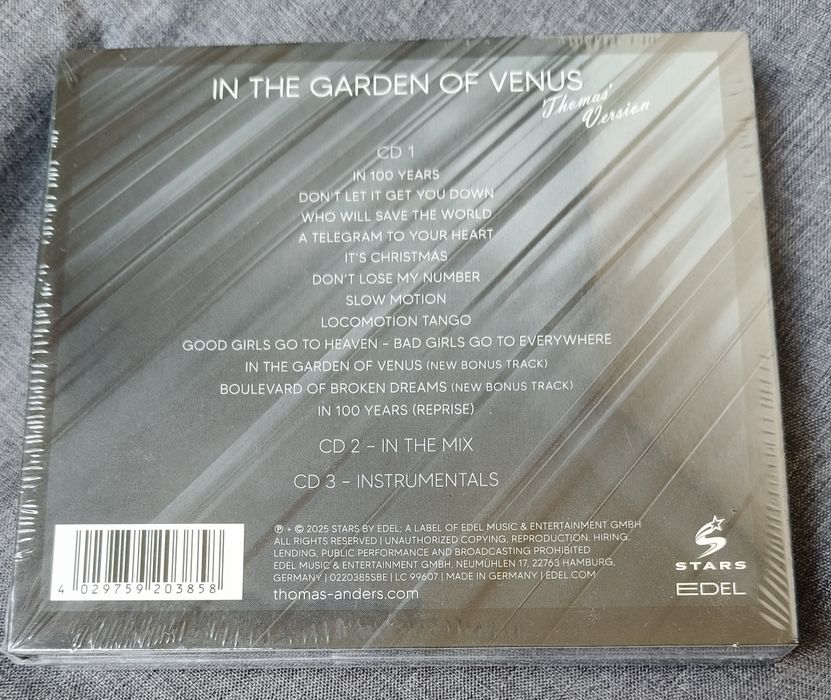 IN THE GARDEN OF VENUS
Thomas' Version
CD 1
IN 100 YEARS
DON'T LET IT GET YOU DOWN
WHO WILL SAVE THE WORLD
A TELEGRAM TO YOUR HEART
IT'S CHRISTMAS
DON'T LOSE MY NUMBER
SLOW MOTION
LOCOMOTION TANGO
GOOD GIRLS GO TO HEAVEN – BAD GIRLS GO TO EVERYWHERE
IN THE GARDEN OF VENUS (NEW BONUS TRACK)
BOULEVARD OF BROKEN DREAMS (NEW BONUS TRACK)
IN 100 YEARS (REPRISE)
CD 2 – IN THE MIX
CD 3 – INSTRUMENTALS
℗ + © 2025 STARS BY EDEL; A LABEL OF EDEL MUSIC & ENTERTAINMENT GMBH
ALL RIGHTS RESERVED | UNAUTHORIZED COPYING, REPRODUCTION, HIRING,
LENDING, PUBLIC PERFORMANCE AND BROADCASTING PROHIBITED
EDEL MUSIC & ENTERTAINMENT GMBH, NEUMÜHLEN 17, 22763 HAMBURG,
GERMANY | 0220385SBE | LC 99607 | MADE IN GERMANY | EDEL.COM
thomas-anders.com
4 029759 203858
STARS
EDEL